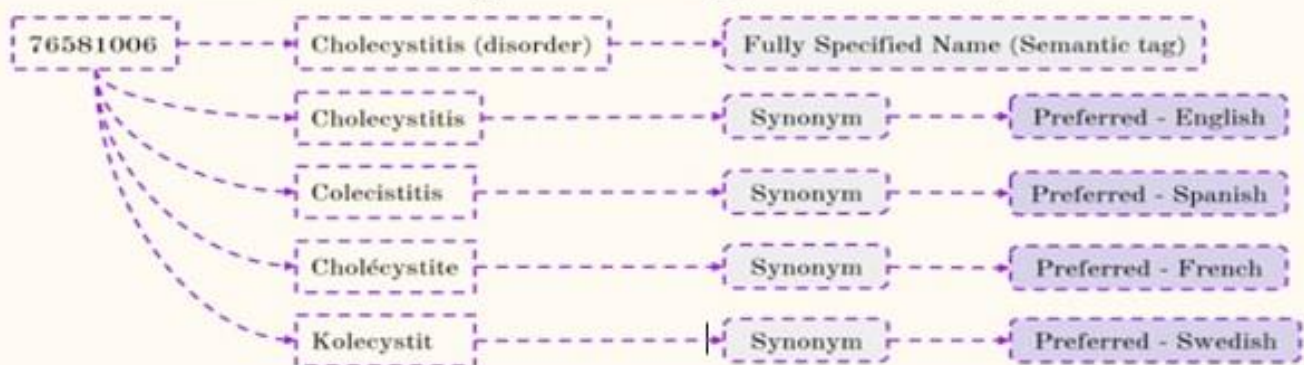 76581006 Cholecystitis (disorder) Fully Specified Name (Semantic tag)
Cholecystitis Synonym Preferred - English
Colecistitis Synonym Preferred - Spanish
Cholécystite Synonym Preferred - French
Kolecystit Synonym Preferred - Swedish